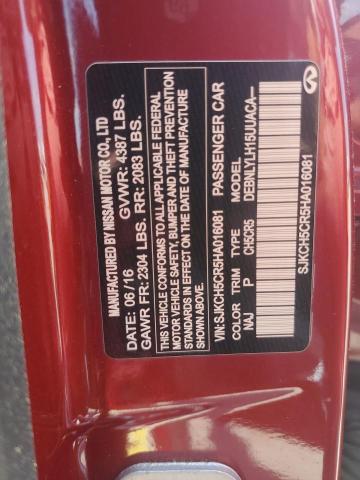 MANUFACTURED BY NISSAN MOTOR CO., LTD
DATE: 06/16 GVWR: 4387 LBS.
GAWR FR: 2304 LBS. RR: 2083 LBS.
THIS VEHICLE CONFORMS TO ALL APPLICABLE FEDERAL
MOTOR VEHICLE SAFETY, BUMPER AND THEFT PREVENTION
STANDARDS IN EFFECT ON THE DATE OF MANUFACTURE
SHOWN ABOVE.
VIN: SJKCH5CR5HA016081 PASSENGER CAR
COLOR TRIM TYPE MODEL
NAJ P CH5CR5 DEBNLYLH15UUACA—
SJKCH5CR5HA016081